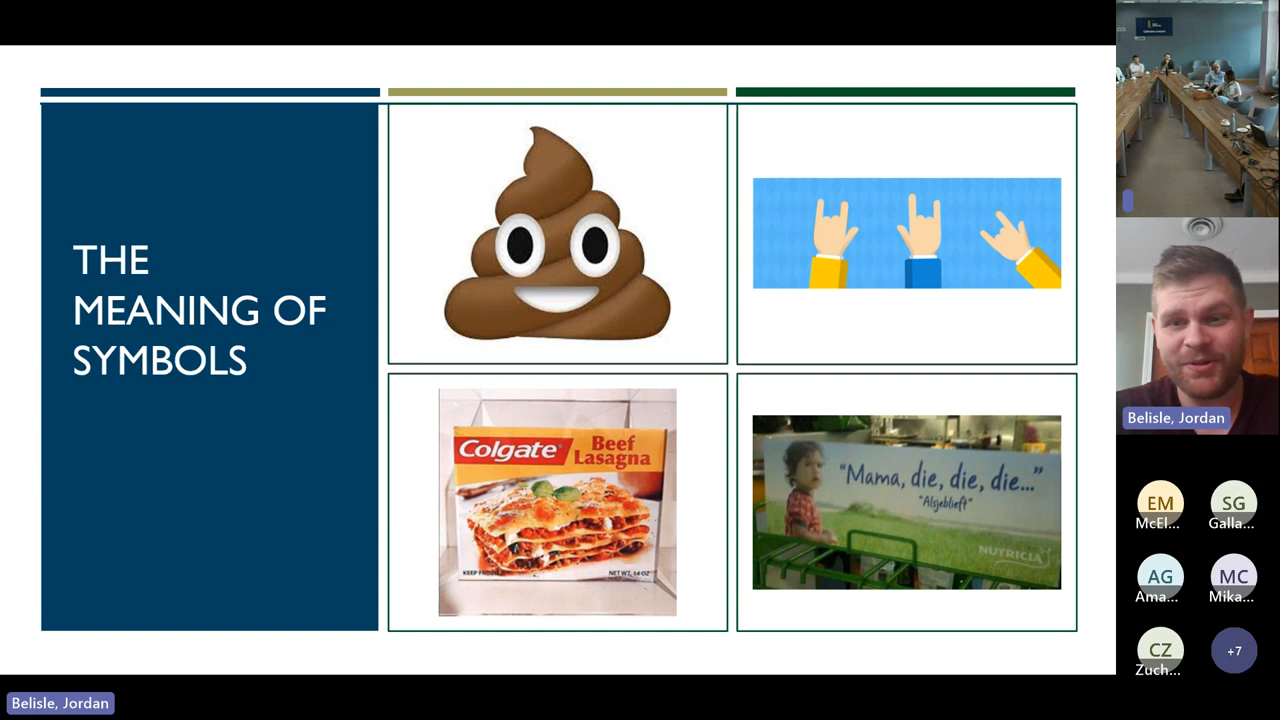 THE
MEANING OF
SYMBOLS
Colgate
Beef
Lasagna
NET WT. 14 OZ
"Mama, die, die, die..."
"Alsjeblieft"
NUTRICIA
Belisle, Jordan
EM
SG
McEl...
Galla...
AG
MC
Ama...
Mika...
CZ
+7
Zuch...
Belisle, Jordan